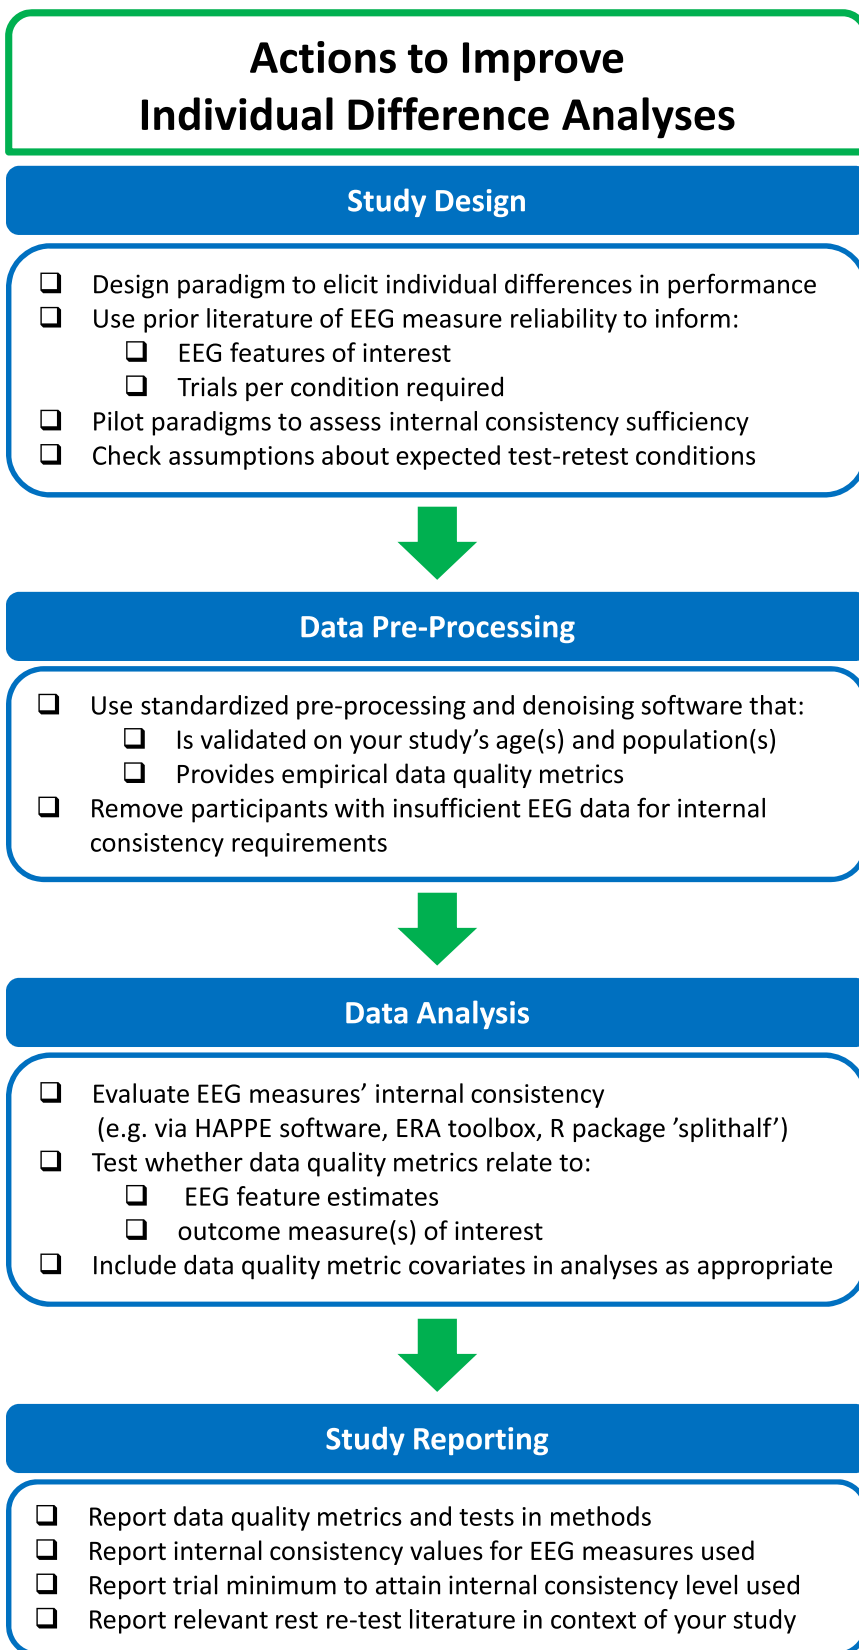 Actions to Improve
Individual Difference Analyses
Study Design
❑ Design paradigm to elicit individual differences in performance
❑ Use prior literature of EEG measure reliability to inform:
❑ EEG features of interest
❑ Trials per condition required
❑ Pilot paradigms to assess internal consistency sufficiency
❑ Check assumptions about expected test-retest conditions
Data Pre-Processing
❑ Use standardized pre-processing and denoising software that:
❑ Is validated on your study’s age(s) and population(s)
❑ Provides empirical data quality metrics
❑ Remove participants with insufficient EEG data for internal
consistency requirements
Data Analysis
❑ Evaluate EEG measures’ internal consistency
(e.g. via HAPPE software, ERA toolbox, R package ’splithalf’)
❑ Test whether data quality metrics relate to:
❑ EEG feature estimates
❑ outcome measure(s) of interest
❑ Include data quality metric covariates in analyses as appropriate
Study Reporting
❑ Report data quality metrics and tests in methods
❑ Report internal consistency values for EEG measures used
❑ Report trial minimum to attain internal consistency level used
❑ Report relevant rest re-test literature in context of your study